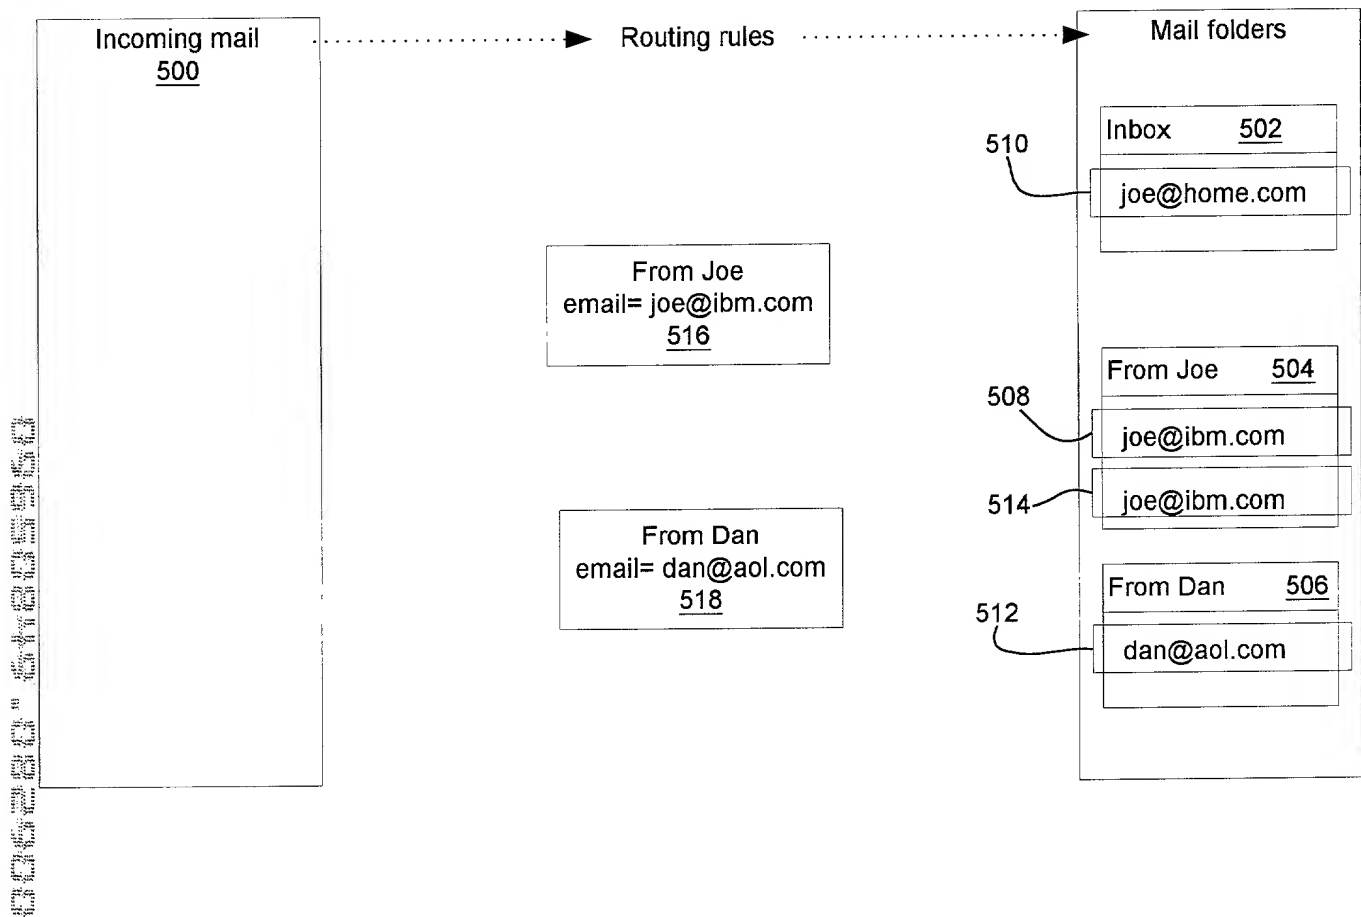 Incoming mail
500
Routing rules
Mail folders
Inbox 502
510
joe@home.com
From Joe
email= joe@ibm.com
516
From Joe 504
508
joe@ibm.com
514
joe@ibm.com
From Dan
email= dan@aol.com
518
From Dan 506
512
dan@aol.com